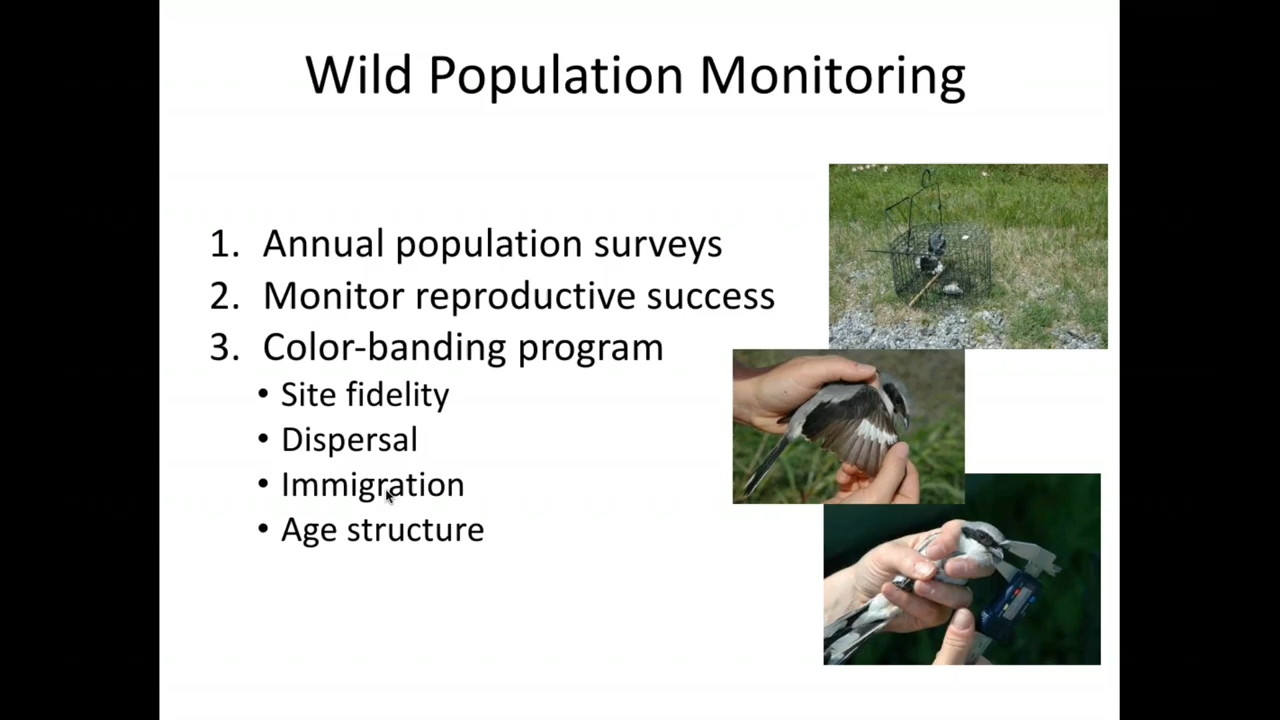 Wild Population Monitoring
1. Annual population surveys
2. Monitor reproductive success
3. Color-banding program
• Site fidelity
• Dispersal
• Immigration
• Age structure